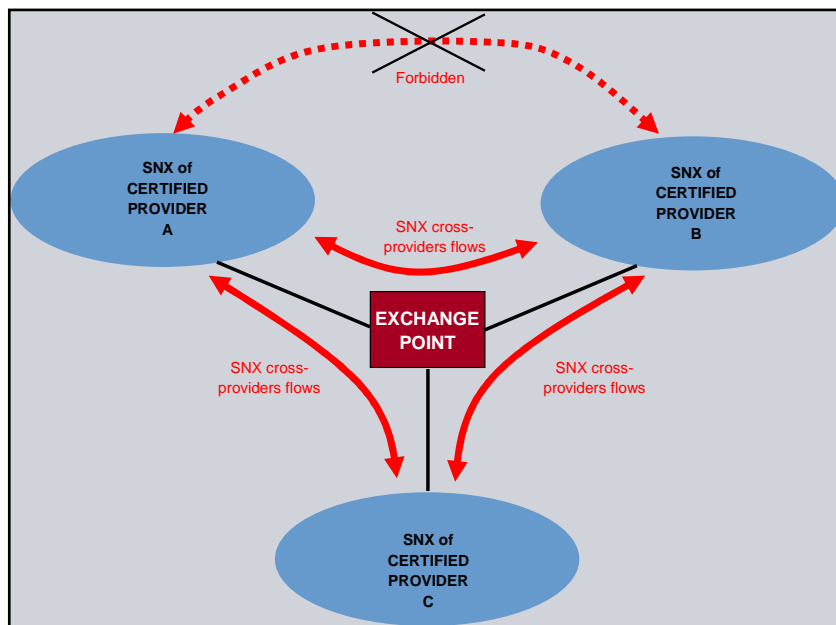 Forbidden
SNX of
CERTIFIED
PROVIDER
A
SNX of
CERTIFIED
PROVIDER
B
SNX cross-
providers flows
EXCHANGE
POINT
SNX cross-
providers flows
SNX cross-
providers flows
SNX of
CERTIFIED
PROVIDER
C